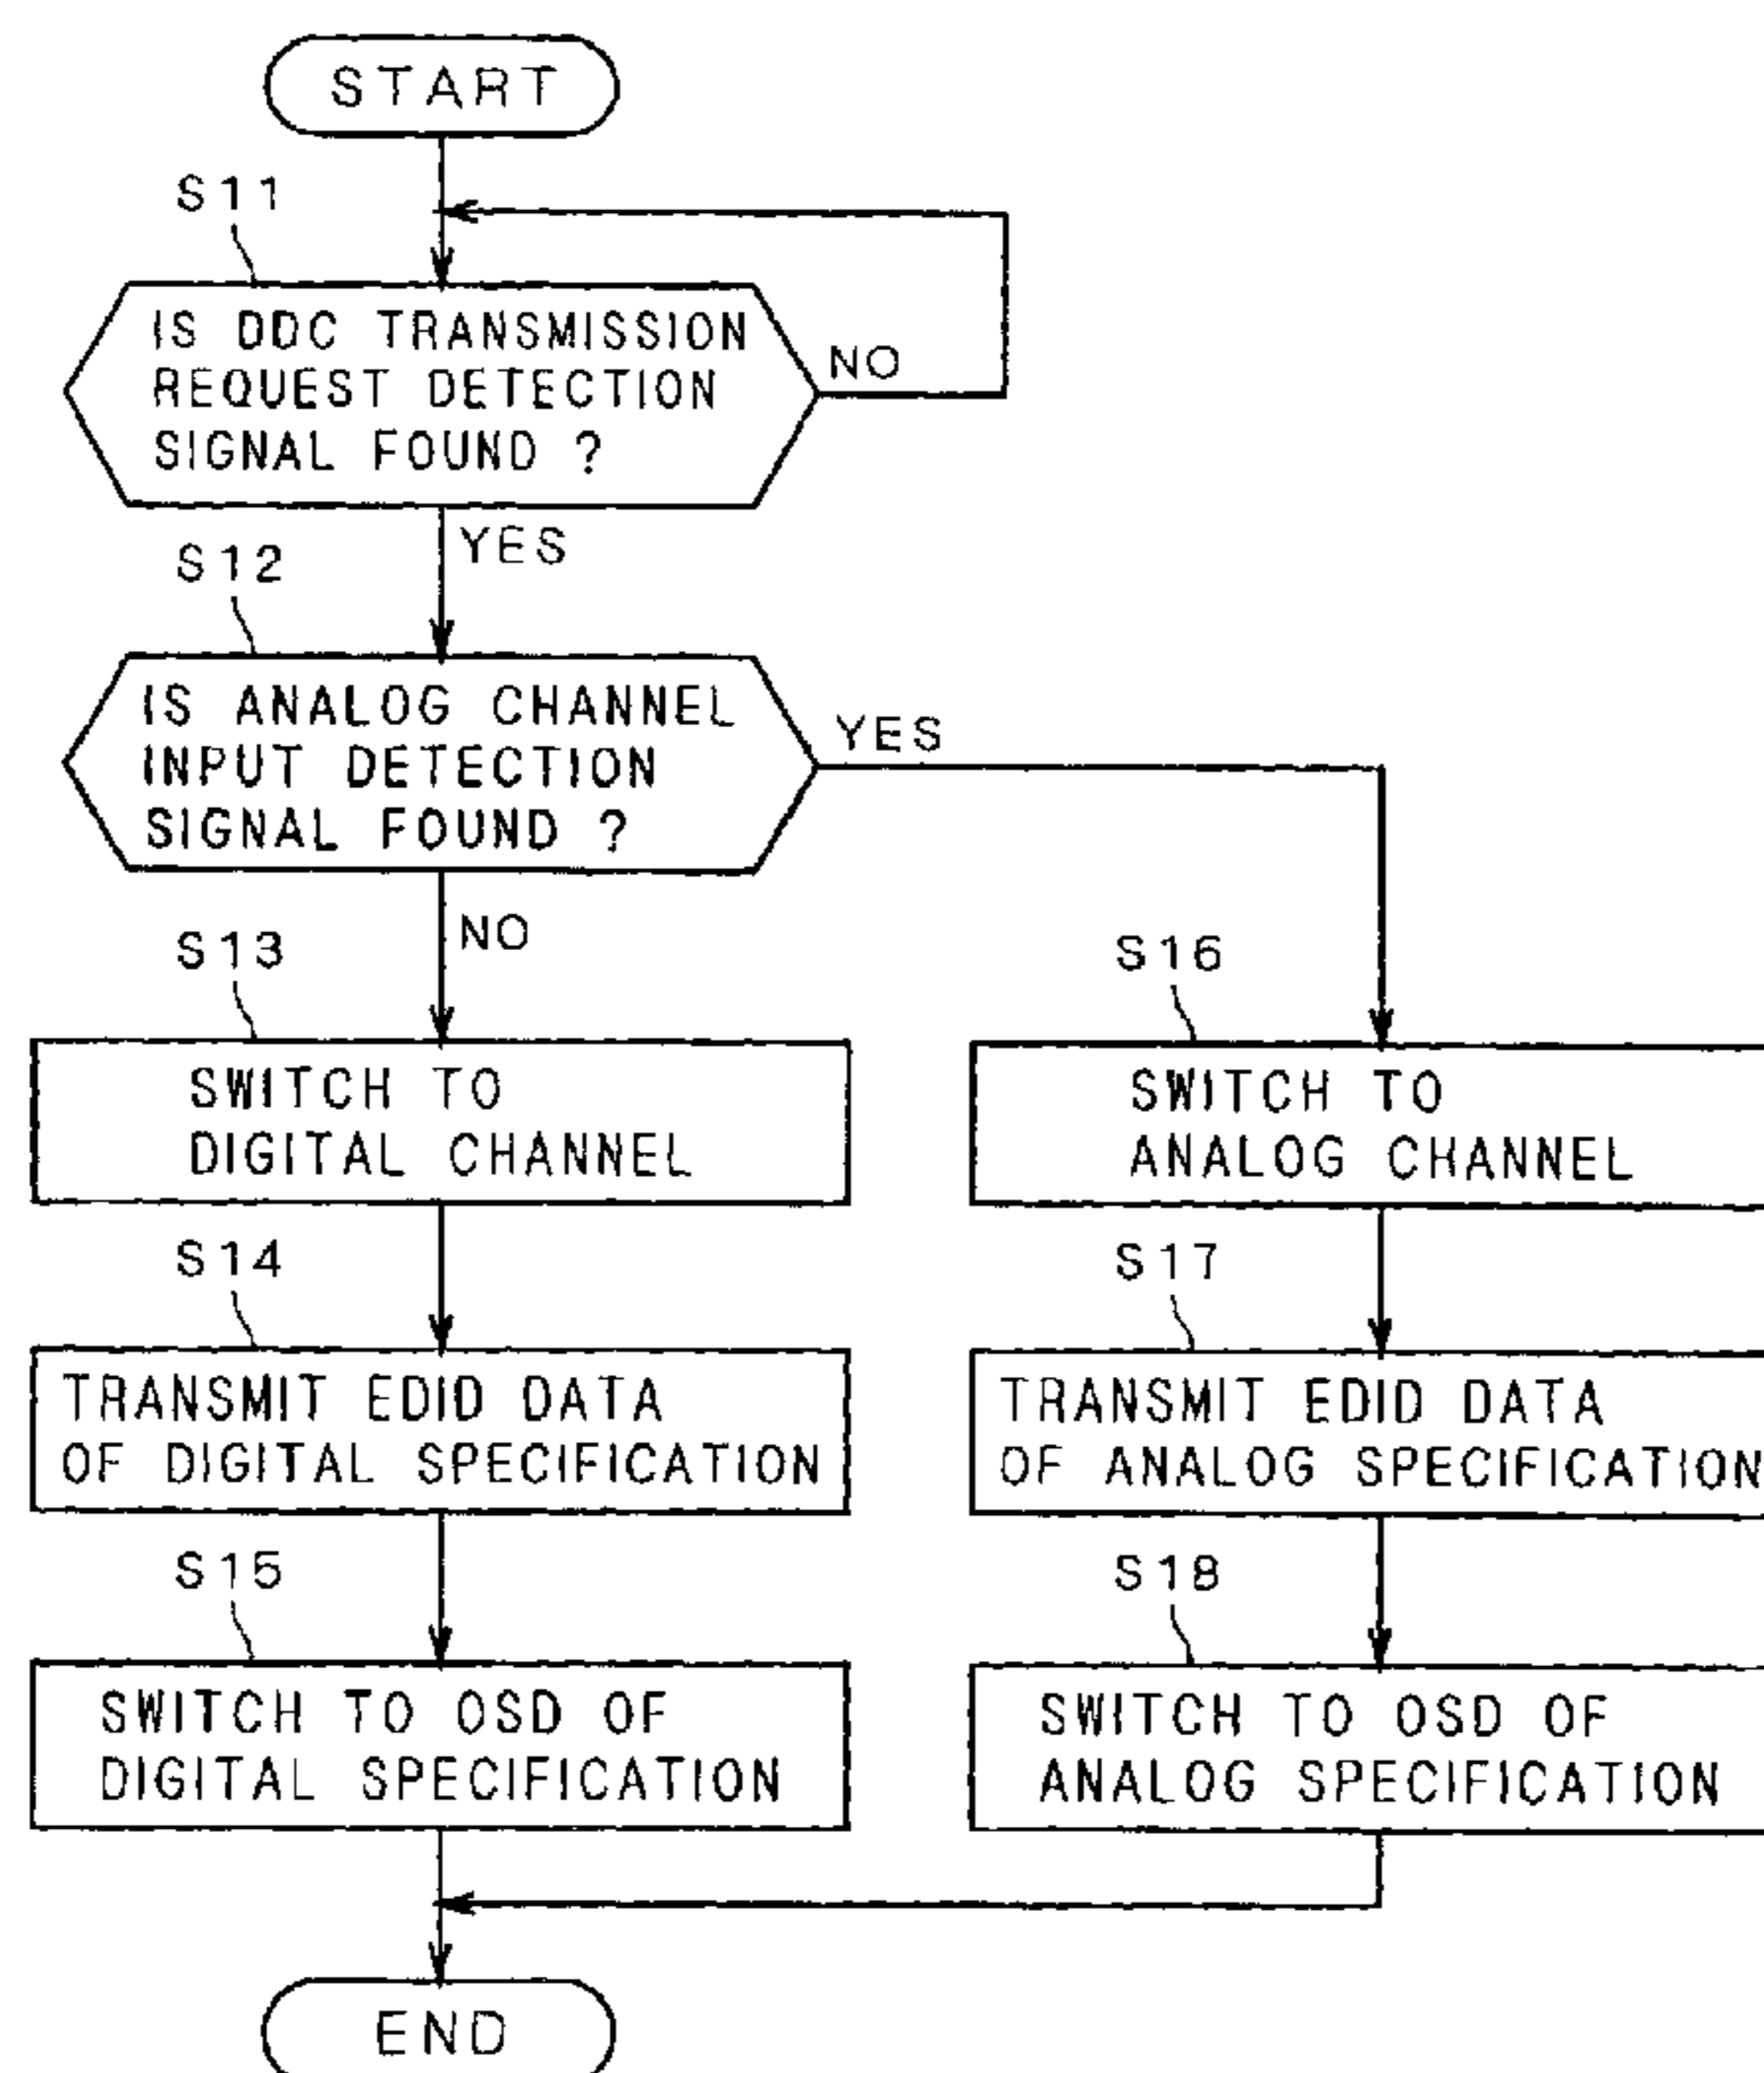 START
S11
IS DDC TRANSMISSION
REQUEST DETECTION
SIGNAL FOUND ?
NO
YES
S12
IS ANALOG CHANNEL
INPUT DETECTION
SIGNAL FOUND ?
YES
NO
S13
SWITCH TO
DIGITAL CHANNEL
S16
SWITCH TO
ANALOG CHANNEL
S14
TRANSMIT EDID DATA
OF DIGITAL SPECIFICATION
S17
TRANSMIT EDID DATA
OF ANALOG SPECIFICATION
S15
SWITCH TO OSD OF
DIGITAL SPECIFICATION
S18
SWITCH TO OSD OF
ANALOG SPECIFICATION
END